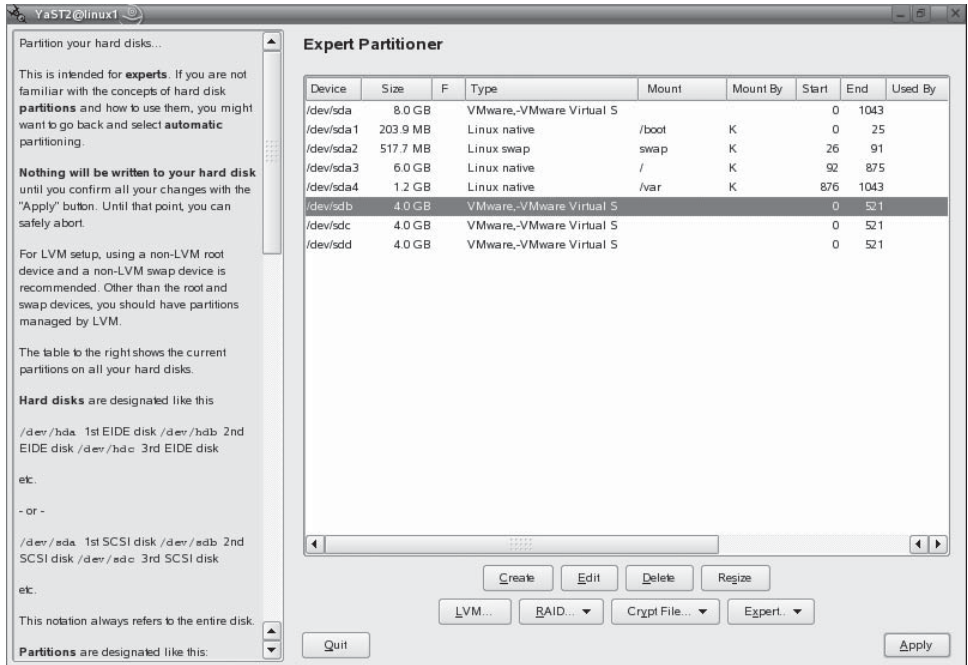 YaST2@linux1
Partition your hard disks...
This is intended for experts. If you are not
familiar with the concepts of hard disk
partitions and how to use them, you might
want to go back and select automatic
partitioning.
Nothing will be written to your hard disk
until you confirm all your changes with the
"Apply" button. Until that point, you can
safely abort.
For LVM setup, using a non-LVM root
device and a non-LVM swap device is
recommended. Other than the root and
swap devices, you should have partitions
managed by LVM.
The table to the right shows the current
partitions on all your hard disks.
Hard disks are designated like this
/dev/hda 1st EIDE disk /dev/hdb 2nd
EIDE disk /dev/hdc 3rd EIDE disk
etc.
- or -
/dev/sda 1st SCSI disk /dev/sdb 2nd
SCSI disk /dev/sdc 3rd SCSI disk
etc.
This notation always refers to the entire disk.
Partitions are designated like this:
Expert Partitioner
Device Size F Type Mount Mount By Start End Used By
/dev/sda 8.0 GB VMware,-VMware Virtual S 0 1043
/dev/sda1 203.9 MB Linux native /boot K 0 25
/dev/sda2 517.7 MB Linux swap swap K 26 91
/dev/sda3 6.0 GB Linux native / K 92 875
/dev/sda4 1.2 GB Linux native /var K 876 1043
/dev/sdb 4.0 GB VMware,-VMware Virtual S 0 521
/dev/sdc 4.0 GB VMware,-VMware Virtual S 0 521
/dev/sdd 4.0 GB VMware,-VMware Virtual S 0 521
Create Edit Delete Resize
LVM... RAID... Crypt File... Expert..
Quit Apply